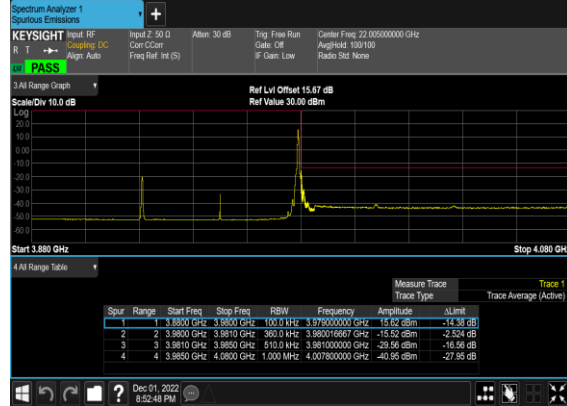 Spectrum Analyzer 1
Spurious Emissions
KEYSIGHT Input: RF Input Z: 50 Ω Atten: 30 dB Trig: Free Run Center Freq: 22.005000000 GHz
R T Coupling: DC Corr CCorr Gate: Off Avg|Hold: 100/100
Align: Auto Freq Ref: Int (S) IF Gain: Low Radio Std: None
PASS
3 All Range Graph
Ref Lvl Offset 15.67 dB
Scale/Div 10.0 dB Ref Value 30.00 dBm
Log
20.0
10.0
0.00
-10.0
-20.0
-30.0
-40.0
-50.0
-60.0
Start 3.880 GHz Stop 4.080 GHz
4 All Range Table
Measure Trace Trace 1
Trace Type Trace Average (Active)
Spur Range Start Freq Stop Freq RBW Frequency Amplitude ΔLimit
1 1 3.8800 GHz 3.9800 GHz 100.0 kHz 3.979000000 GHz 15.62 dBm -14.38 dB
2 2 3.9800 GHz 3.9810 GHz 360.0 kHz 3.980016667 GHz -15.52 dBm -2.524 dB
3 3 3.9810 GHz 3.9850 GHz 510.0 kHz 3.981000000 GHz -29.56 dBm -16.56 dB
4 4 3.9850 GHz 4.0800 GHz 1.000 MHz 4.007800000 GHz -40.95 dBm -27.95 dB
? Dec 01, 2022
8:52:48 PM